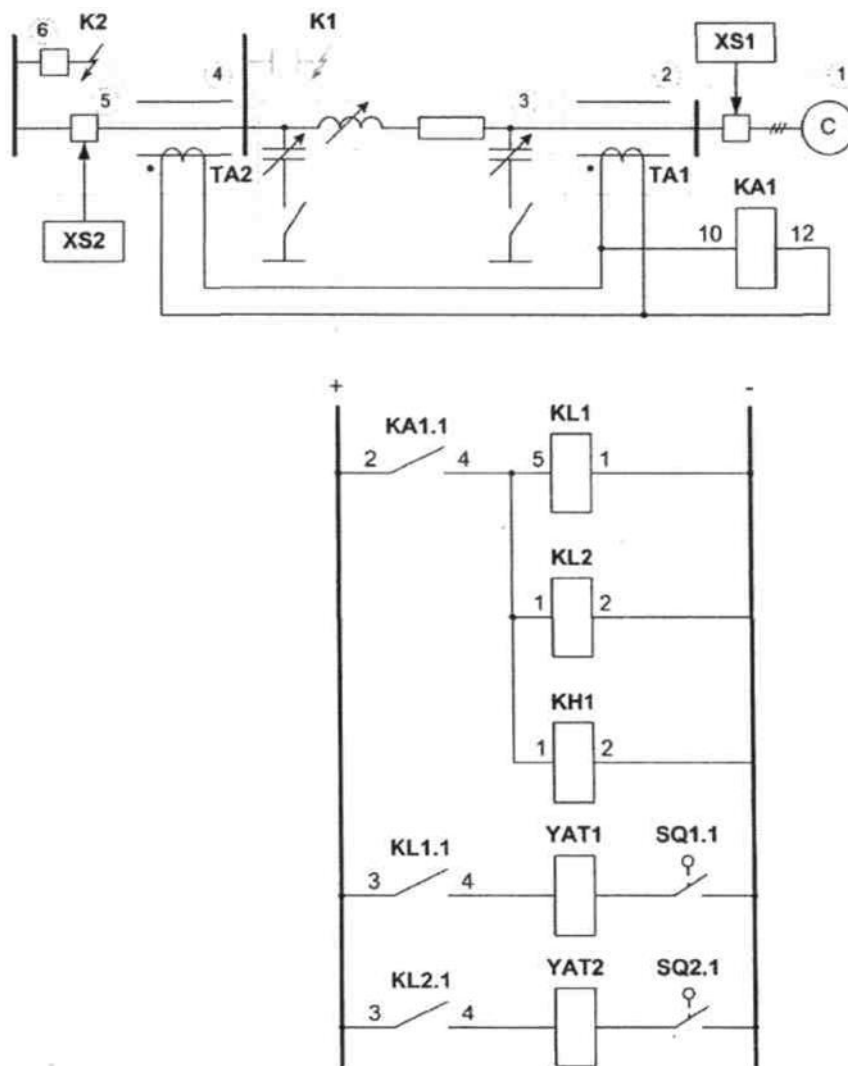 K2 K1 XS1
6 4 2 1
5 3 C
TA2 TA1 KA1
XS2 10 12
+ -
KA1.1 KL1
2 4 5 1
KL2
1 2
KH1
1 2
KL1.1 YAT1 SQ1.1
3 4
KL2.1 YAT2 SQ2.1
3 4